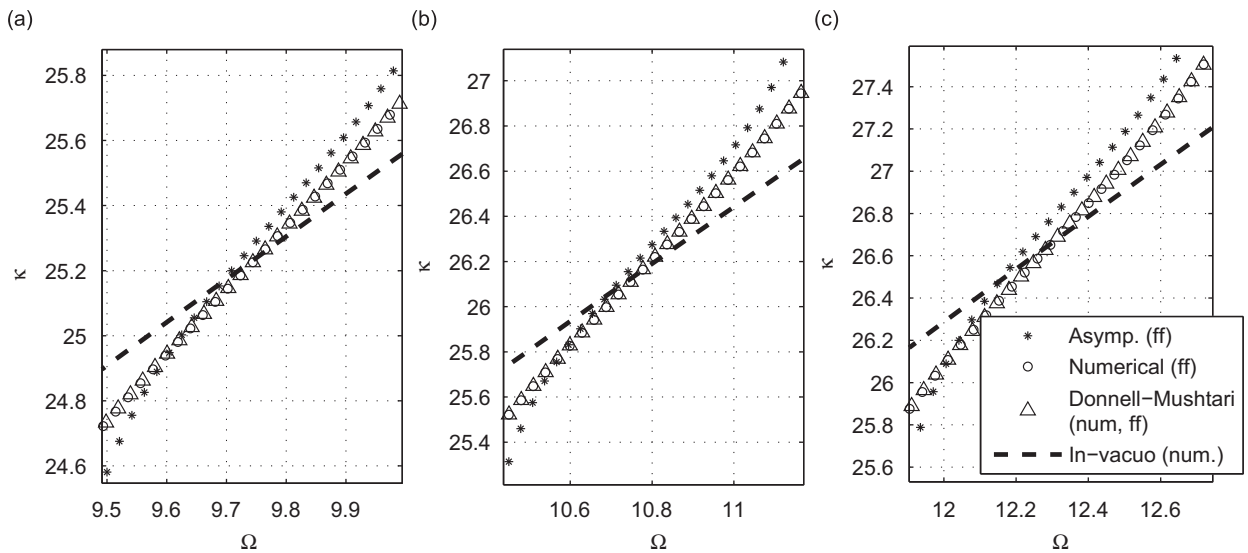 (a)
25.8
25.6
25.4
25.2
25
24.8
24.6
κ
9.5
9.6
9.7
9.8
9.9
Ω
(b)
27
26.8
26.6
26.4
26.2
26
25.8
25.6
25.4
κ
10.6
10.8
11
Ω
(c)
27.4
27.2
27
26.8
26.6
26.4
26.2
26
25.8
25.6
κ
12
12.2
12.4
12.6
Ω
Asymp. (ff)
Numerical (ff)
Donnell−Mushtari
(num, ff)
In−vacuo (num.)